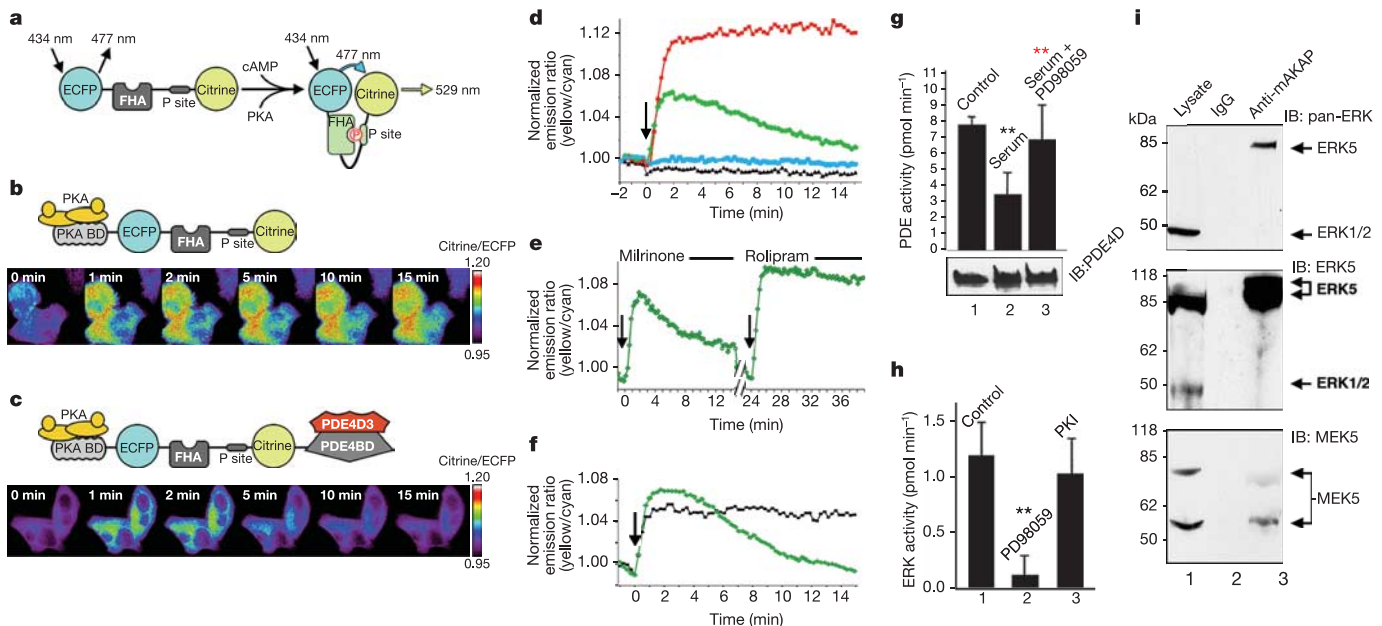 a
434 nm
477 nm
ECFP
FHA
P site
Citrine
cAMP
PKA
434 nm
477 nm
ECFP
Citrine
529 nm
FHA
P
P site
b
PKA
PKA BD
ECFP
FHA
P site
Citrine
Citrine/ECFP
1.20
0.95
0 min
1 min
2 min
5 min
10 min
15 min
c
PKA
PKA BD
ECFP
FHA
P site
Citrine
PDE4D3
PDE4BD
Citrine/ECFP
1.20
0.95
0 min
1 min
2 min
5 min
10 min
15 min
d
Normalized
emission ratio
(yellow/cyan)
1.12
1.08
1.04
1.00
−2 0 2 4 6 8 10 12 14
Time (min)
e
Milrinone
Rolipram
Normalized
emission ratio
(yellow/cyan)
1.08
1.04
1.00
0 4 8 12 24 28 32 36
Time (min)
f
Normalized
emission ratio
(yellow/cyan)
1.08
1.04
1.00
0 2 4 6 8 10 12 14
Time (min)
g
PDE activity (pmol min⁻¹)
13
12
11
10
9
8
7
6
5
4
3
2
1
0
Control
**
Serum
**
Serum +
PD98059
IB:PDE4D
1 2 3
h
ERK activity (pmol min⁻¹)
1.5
1.0
0.5
0.0
Control
**
PD98059
PKI
1 2 3
i
Lysate
IgG
Anti-mAKAP
kDa
IB: pan-ERK
85
62
50
ERK5
ERK1/2
IB: ERK5
118
85
62
50
ERK5
ERK1/2
IB: MEK5
118
85
62
50
MEK5
1 2 3